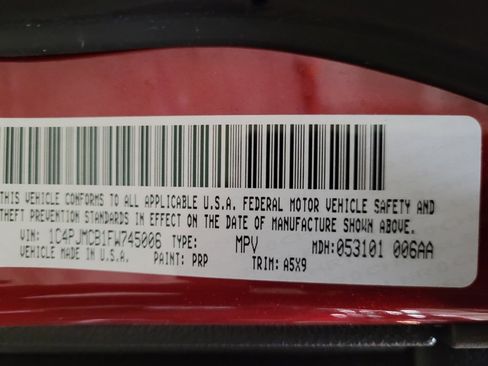 THIS VEHICLE CONFORMS TO ALL APPLICABLE U.S.A. FEDERAL MOTOR VEHICLE SAFETY AND
THEFT PREVENTION STANDARDS IN EFFECT ON THE DATE OF MANUFACTURE SHOWN ABOVE.
VIN: 1C4PJMCB1FW745006 TYPE: MPV MDH:053101 006AA
VEHICLE MADE IN U.S.A. PAINT: PRP TRIM: A5X9